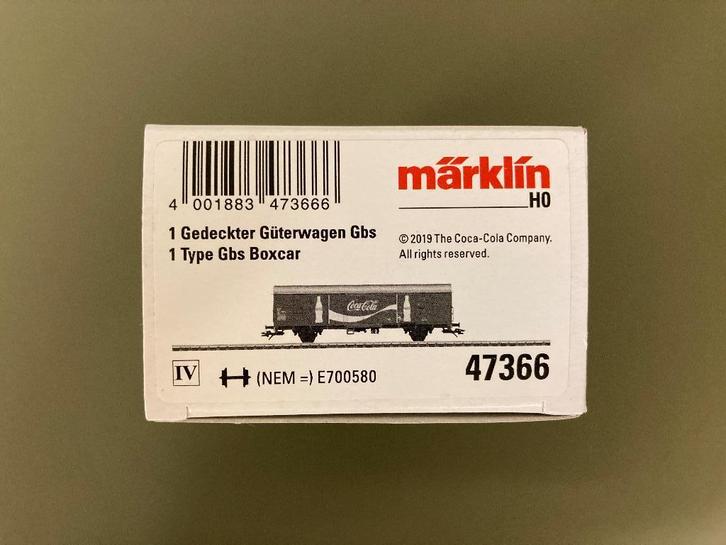 märklin
HO
4 001883 473666
1 Gedeckter Güterwagen Gbs
1 Type Gbs Boxcar
© 2019 The Coca-Cola Company.
All rights reserved.
Coca-Cola
IV
(NEM =) E700580
47366